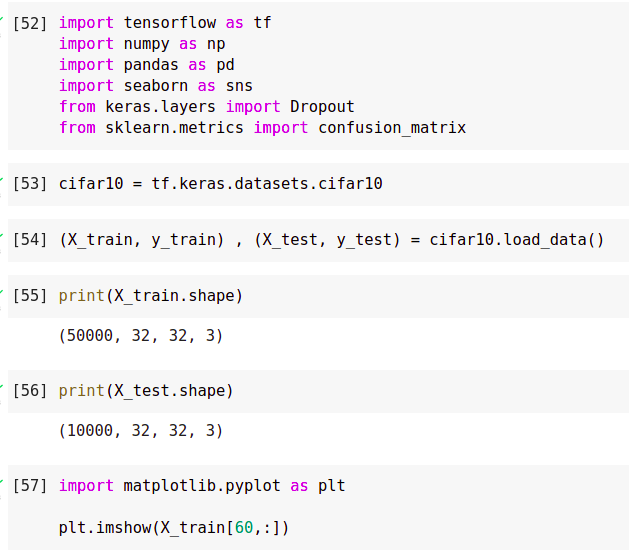 [52] import tensorflow as tf
import numpy as np
import pandas as pd
import seaborn as sns
from keras.layers import Dropout
from sklearn.metrics import confusion_matrix
[53] cifar10 = tf.keras.datasets.cifar10
[54] (X_train, y_train) , (X_test, y_test) = cifar10.load_data()
[55] print(X_train.shape)
(50000, 32, 32, 3)
[56] print(X_test.shape)
(10000, 32, 32, 3)
[57] import matplotlib.pyplot as plt
plt.imshow(X_train[60,:])